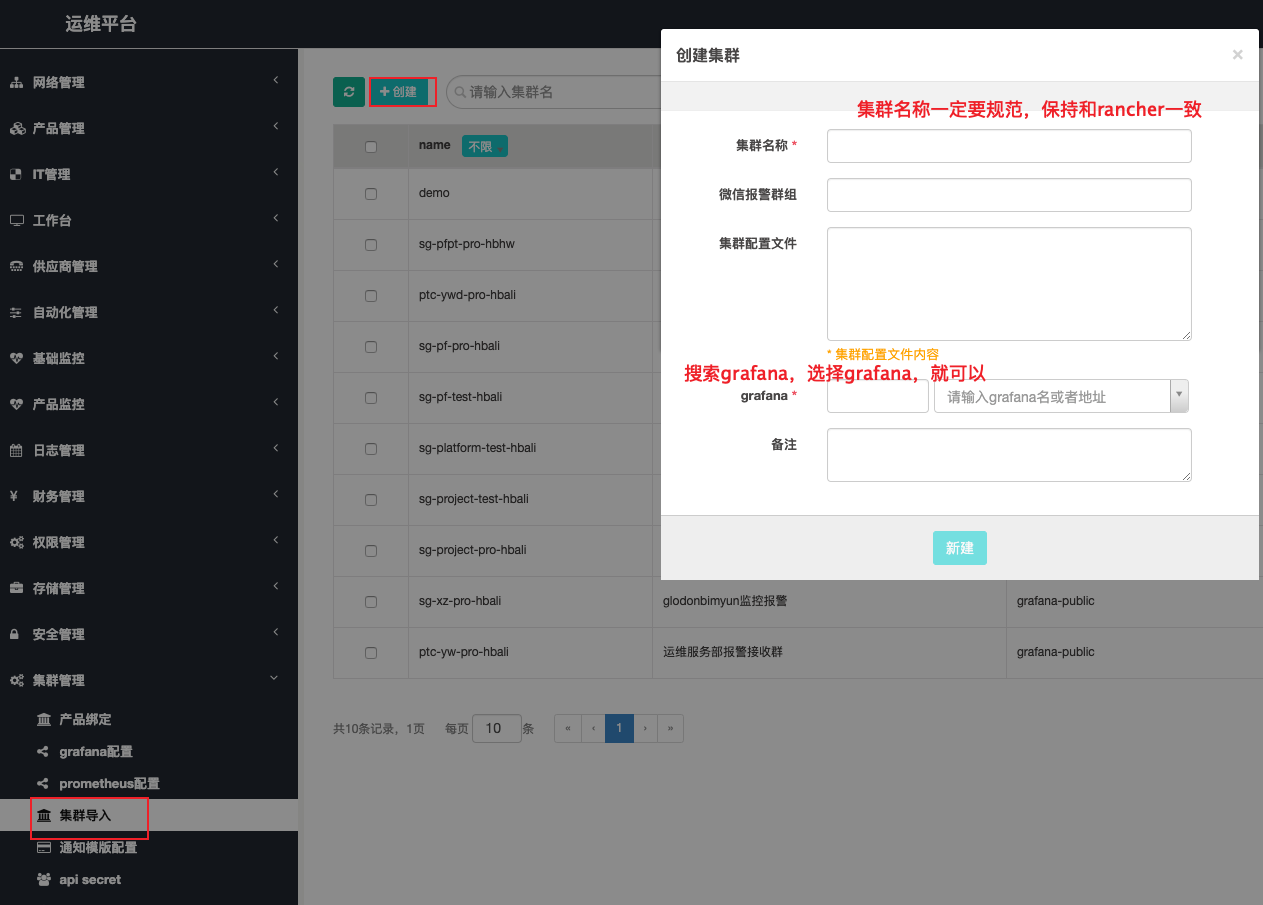 运维平台
网络管理
产品管理
IT管理
工作台
供应商管理
自动化管理
基础监控
产品监控
日志管理
财务管理
权限管理
存储管理
安全管理
集群管理
产品绑定
grafana配置
prometheus配置
集群导入
通知模版配置
api secret
创建
请输入集群名
name 不限
demo
sg-pfpt-pro-hbhw
ptc-ywd-pro-hbali
sg-pf-pro-hbali
sg-pf-test-hbali
sg-platform-test-hbali
sg-project-test-hbali
sg-project-pro-hbali
sg-xz-pro-hbali glodonbimyun监控报警 grafana-public
ptc-yw-pro-hbali 运维服务部报警接收群 grafana-public
共10条记录，1页 每页 10 条 « ‹ 1 › »
创建集群 ×
集群名称一定要规范，保持和rancher一致
集群名称 *
微信报警群组
集群配置文件
* 集群配置文件内容
搜索grafana，选择grafana，就可以
grafana * 请输入grafana名或者地址
备注
新建